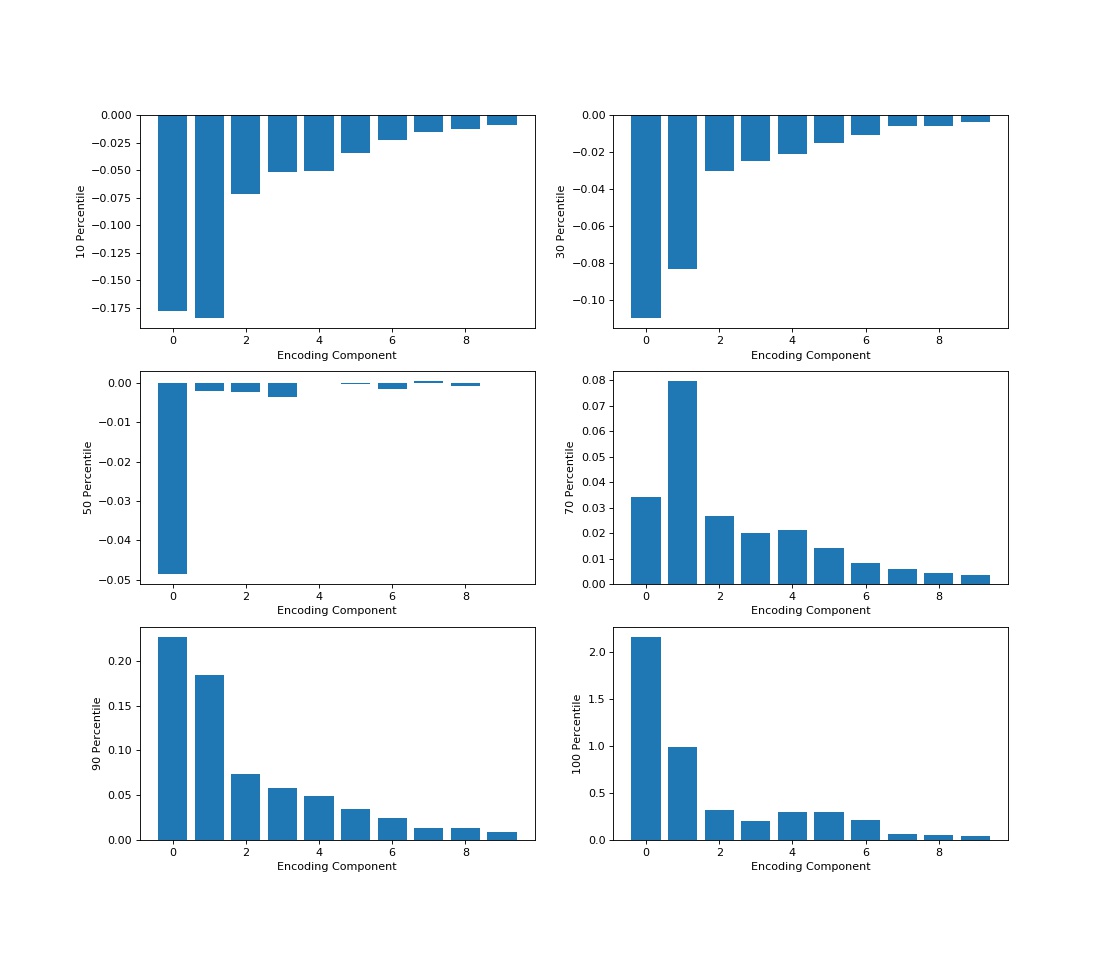 0.000
−0.025
−0.050
−0.075
−0.100
−0.125
−0.150
−0.175
10 Percentile
0 2 4 6 8
Encoding Component
0.00
−0.02
−0.04
−0.06
−0.08
−0.10
30 Percentile
0 2 4 6 8
Encoding Component
0.00
−0.01
−0.02
−0.03
−0.04
−0.05
50 Percentile
0 2 4 6 8
Encoding Component
0.08
0.07
0.06
0.05
0.04
0.03
0.02
0.01
0.00
70 Percentile
0 2 4 6 8
Encoding Component
0.20
0.15
0.10
0.05
0.00
90 Percentile
0 2 4 6 8
Encoding Component
2.0
1.5
1.0
0.5
0.0
100 Percentile
0 2 4 6 8
Encoding Component